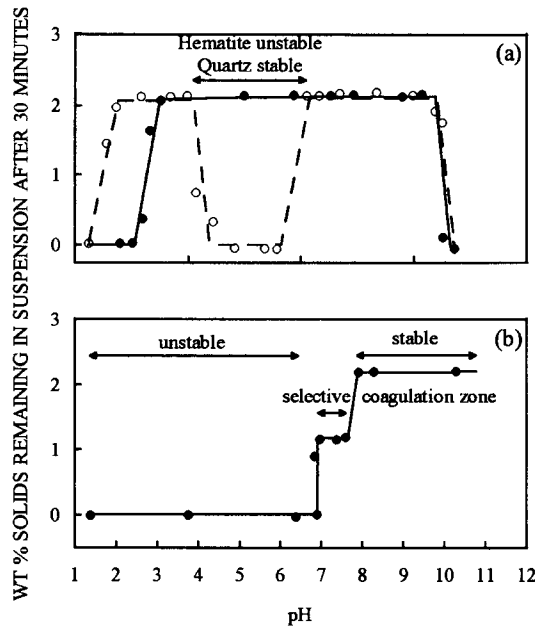 WT % SOLIDS REMAINING IN SUSPENSION AFTER 30 MINUTES
3
2
1
0
Hematite unstable
Quartz stable
(a)
3
2
1
0
unstable
stable
(b)
selective coagulation zone
1 2 3 4 5 6 7 8 9 10 11 12
pH